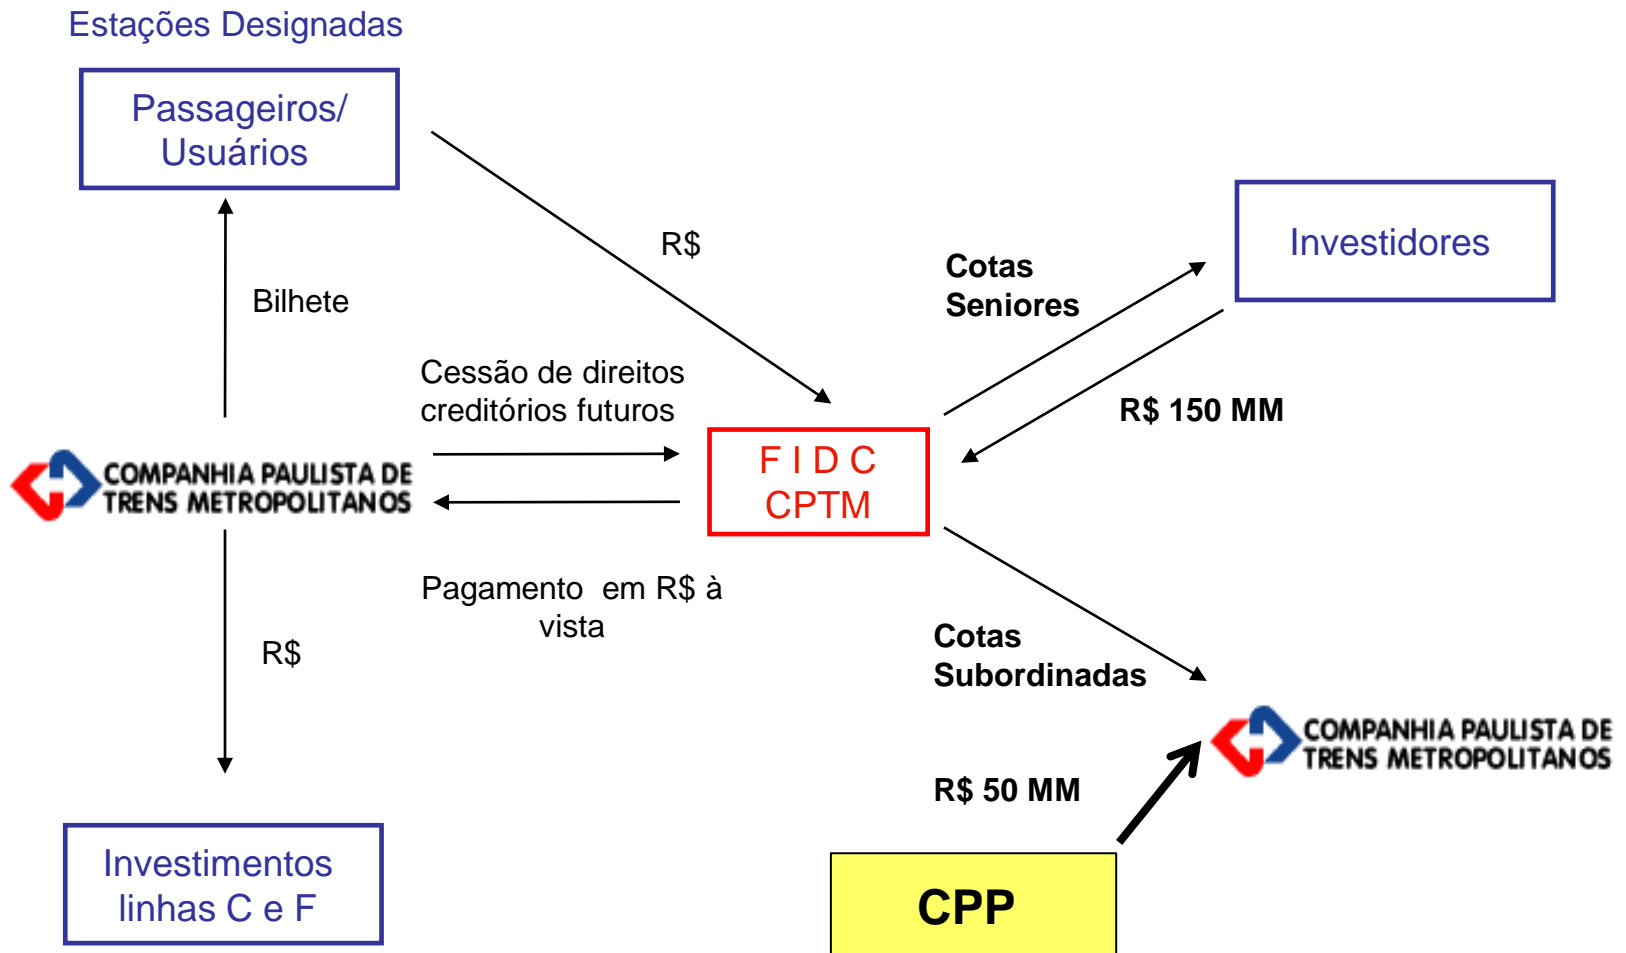 Estações Designadas
Passageiros/
Usuários
R$
Investidores
Cotas
Seniores
Bilhete
Cessão de direitos
creditórios futuros
R$ 150 MM
COMPANHIA PAULISTA DE
TRENS METROPOLITANOS
F I D C
CPTM
Pagamento em R$ à
vista
R$
Cotas
Subordinadas
COMPANHIA PAULISTA DE
TRENS METROPOLITANOS
R$ 50 MM
Investimentos
linhas C e F
CPP